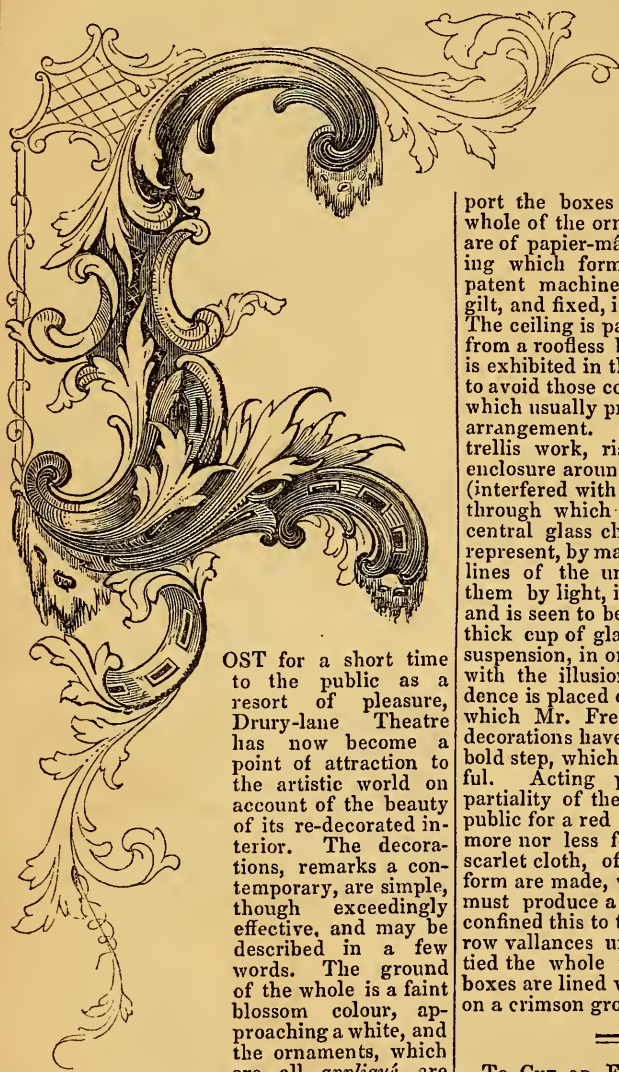 LOST for a short time
to the public as a
resort of pleasure,
Drury-lane Theatre
has now become a
point of attraction to
the artistic world on
account of the beauty
of its re-decorated in-
terior. The decora-
tions, remarks a con-
temporary, are simple,
though exceedingly
effective, and may be
described in a few
words. The ground
of the whole is a faint
blossom colour, ap-
proaching a white, and
the ornaments, which
are all appliqué are
port the boxes
whole of the orn
are of papier-mâ
ing which form
patent machine
gilt, and fixed, i
The ceiling is pa
from a roofless
is exhibited in th
to avoid those co
which usually pr
arrangement.
trellis work, ris
enclosure aroun
(interfered with
through which
central glass ch
represent, by ma
lines of the un
them by light, i
and is seen to be
thick cup of gla
suspension, in or
with the illusion
dence is placed
which Mr. Fre
decorations have
bold step, which
ful. Acting p
partiality of the
public for a red
more nor less f
scarlet cloth, of
form are made, w
must produce a
confined this to t
row vallances u
tied the whole
boxes are lined w
on a crimson gro
To Cut or